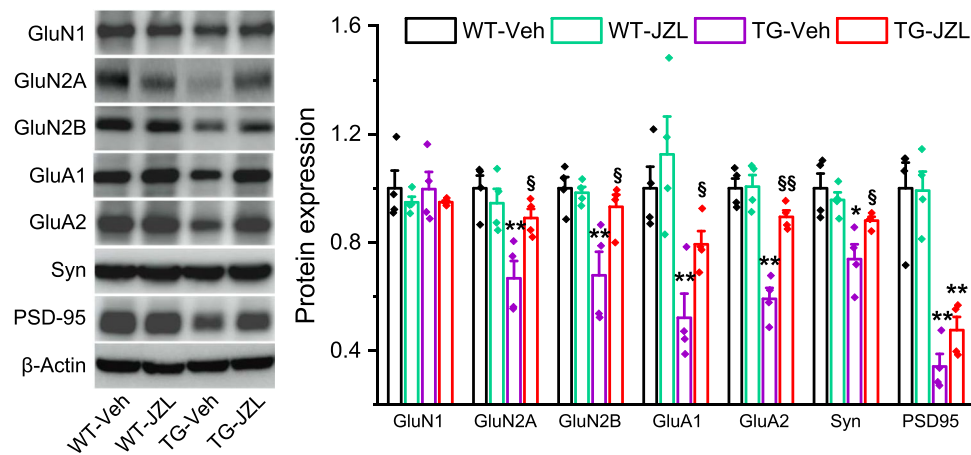 GluN1
GluN2A
GluN2B
GluA1
GluA2
Syn
PSD-95
β-Actin
WT-Veh
WT-JZL
TG-Veh
TG-JZL
WT-Veh WT-JZL TG-Veh TG-JZL
Protein expression
1.6
1.2
0.8
0.4
** § ** § ** § ** §§ * § ** **
GluN1 GluN2A GluN2B GluA1 GluA2 Syn PSD95